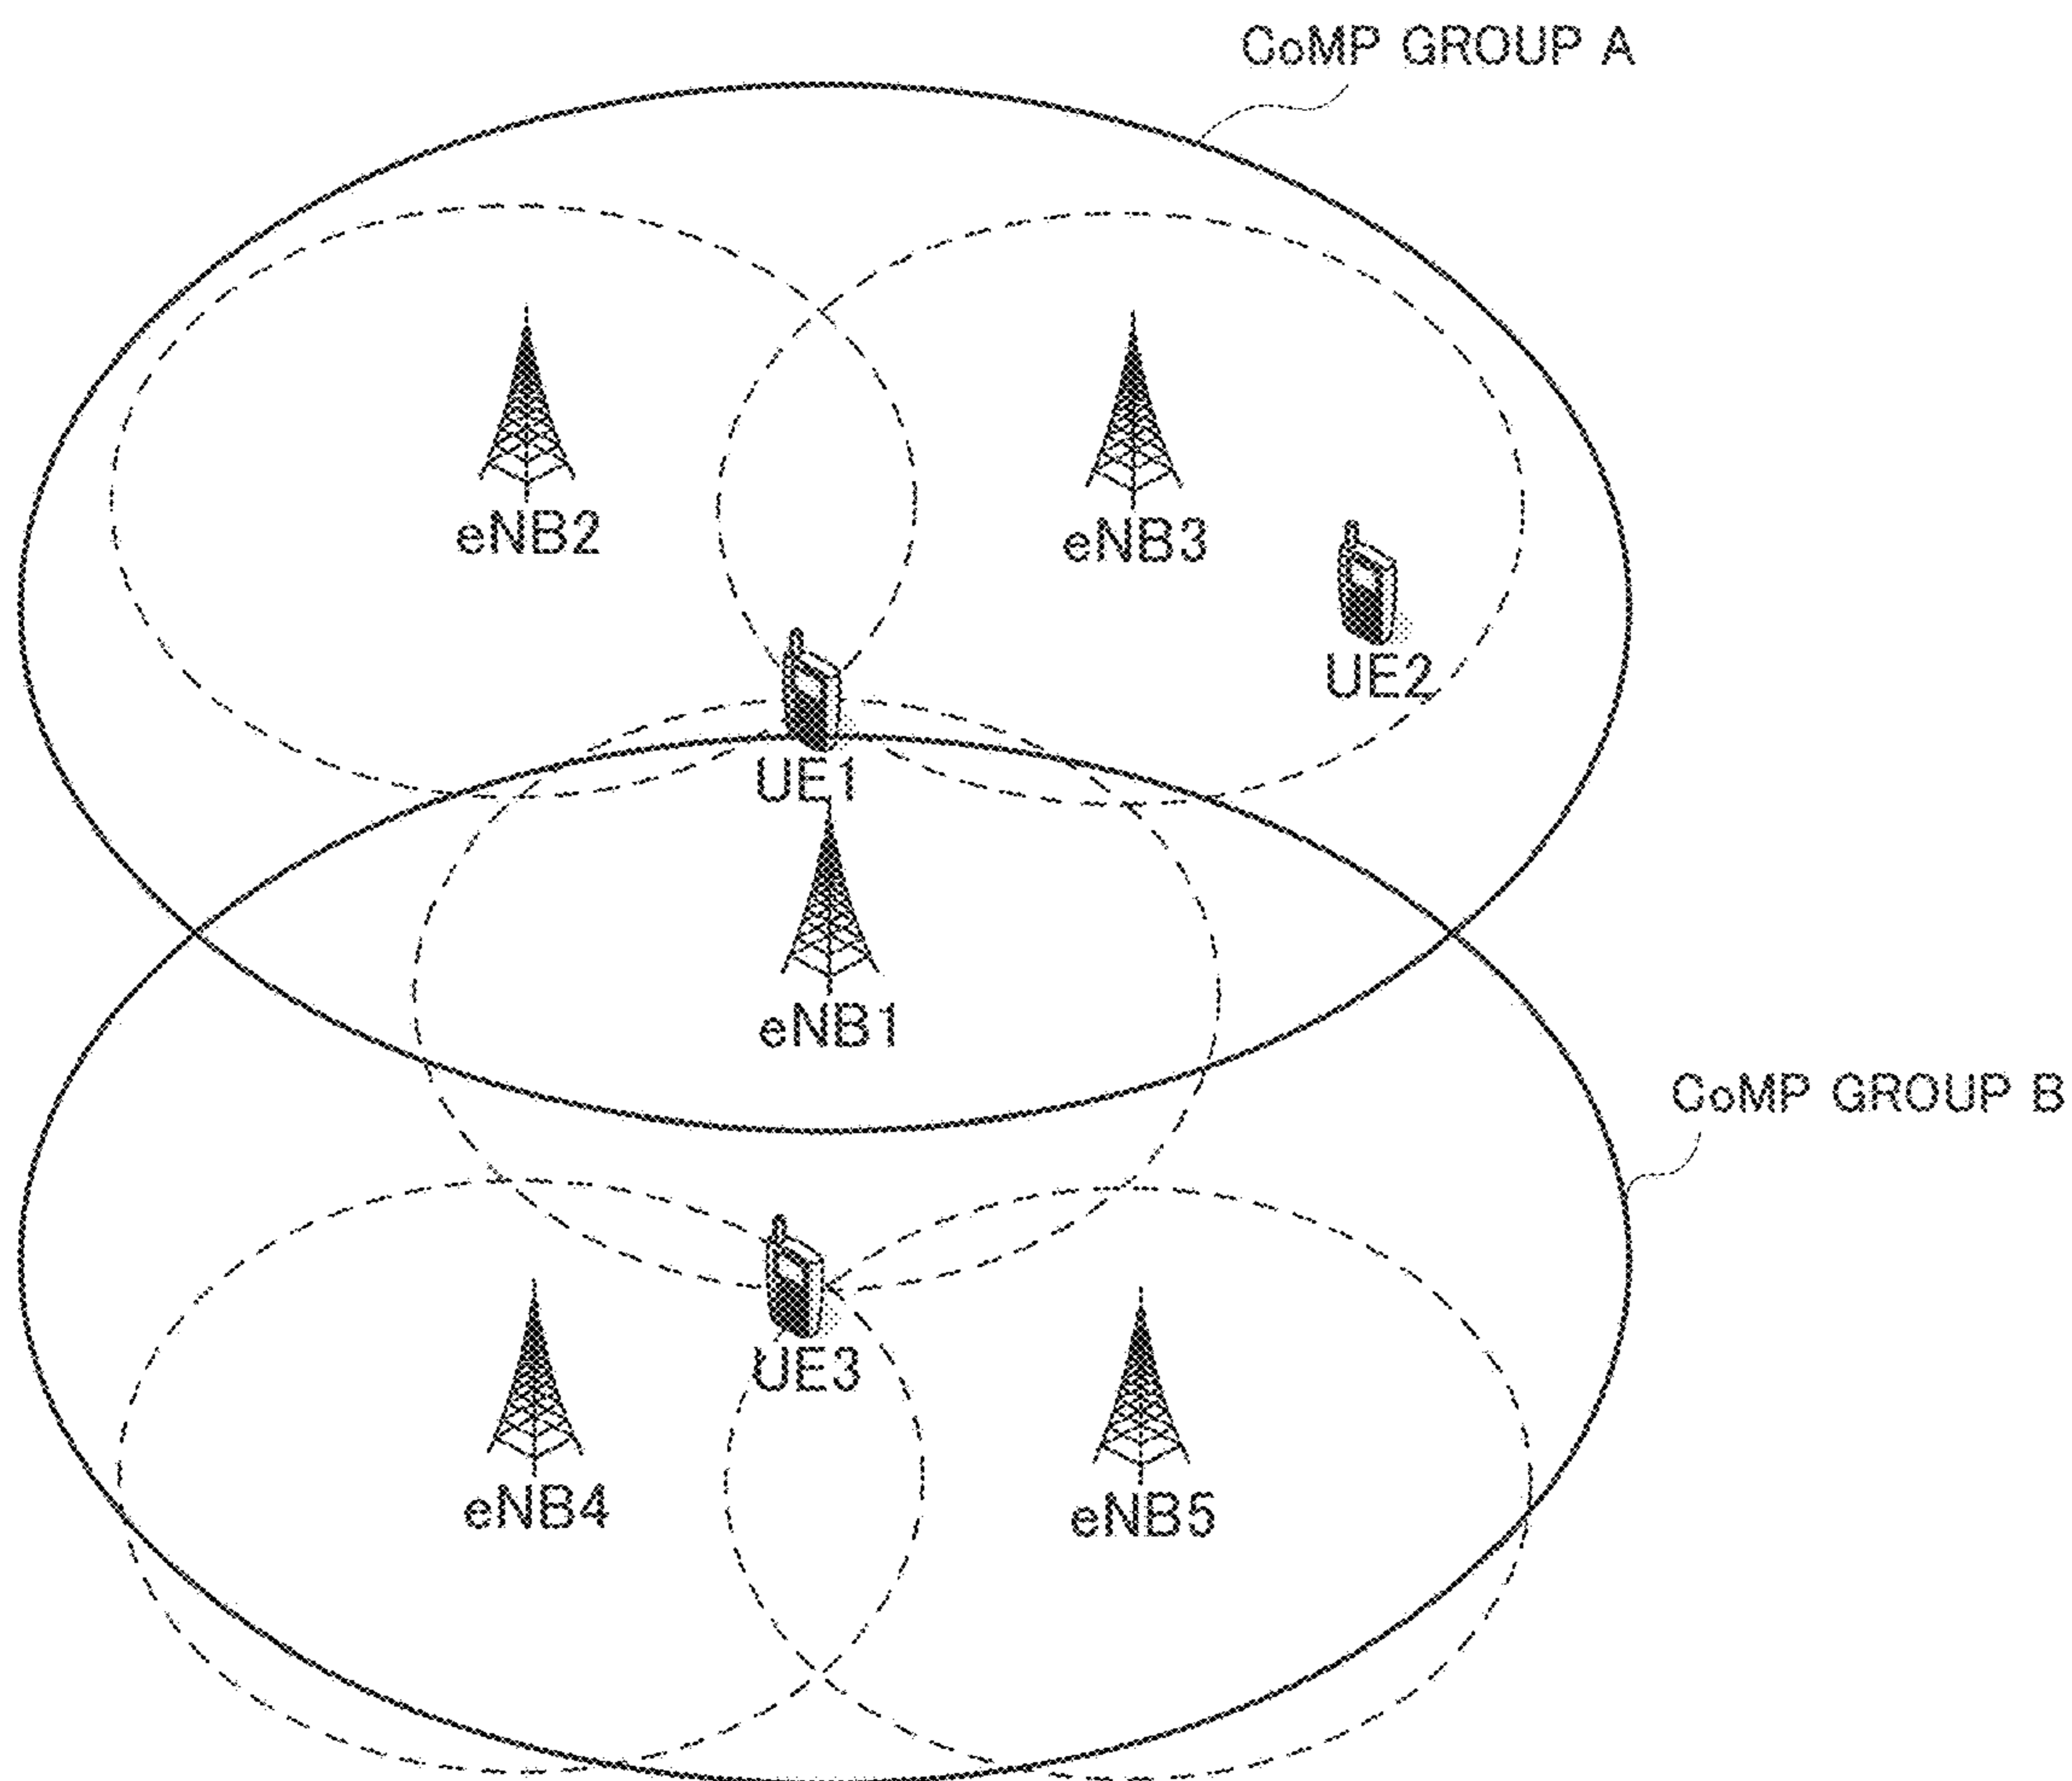 CoMP GROUP A
eNB2
eNB3
UE2
UE1
eNB1
CoMP GROUP B
UE3
eNB4
eNB5